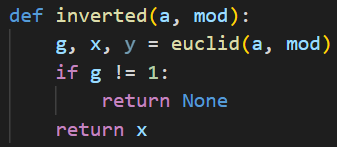 def inverted(a, mod):
    g, x, y = euclid(a, mod)
    if g != 1:
        return None
    return x